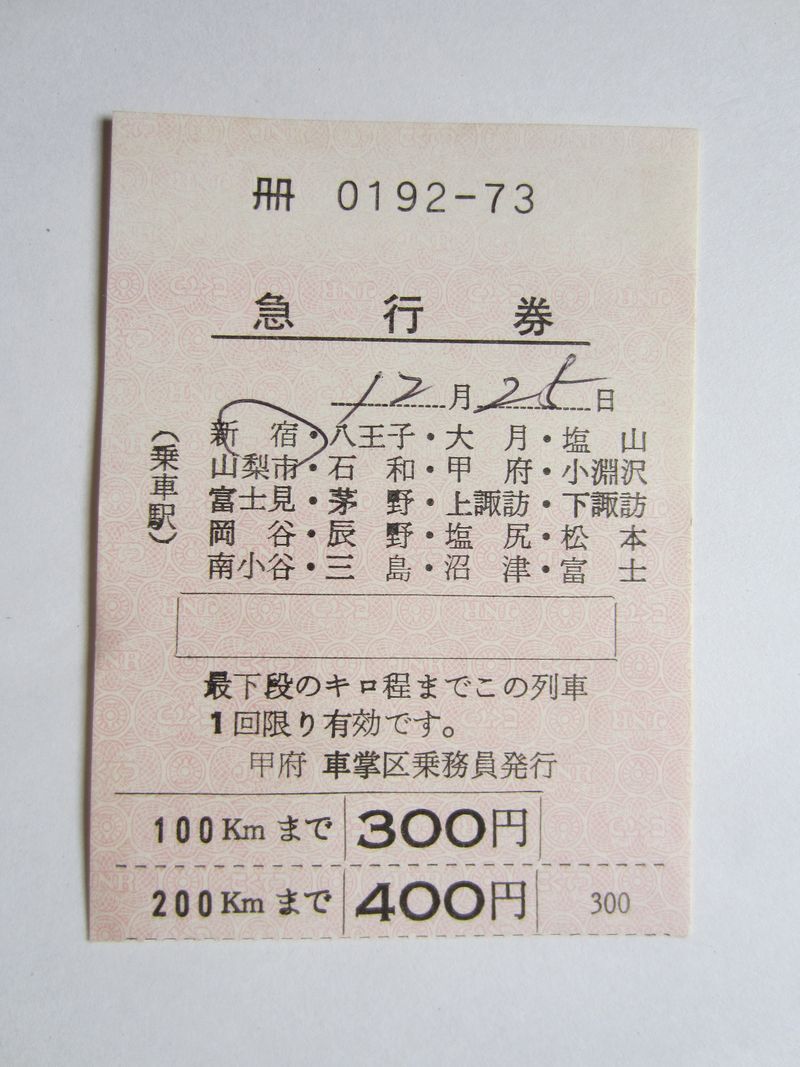 卌 0192-73
急行券
12月25日
(乗車駅)
新宿・八王子・大月・塩山
山梨市・石和・甲府・小淵沢
富士見・茅野・上諏訪・下諏訪
岡谷・辰野・塩尻・松本
南小谷・三島・沼津・富士
最下段のキロ程までこの列車
1回限り有効です。
甲府 車掌区乗務員発行
100Kmまで 300円
200Kmまで 400円 300